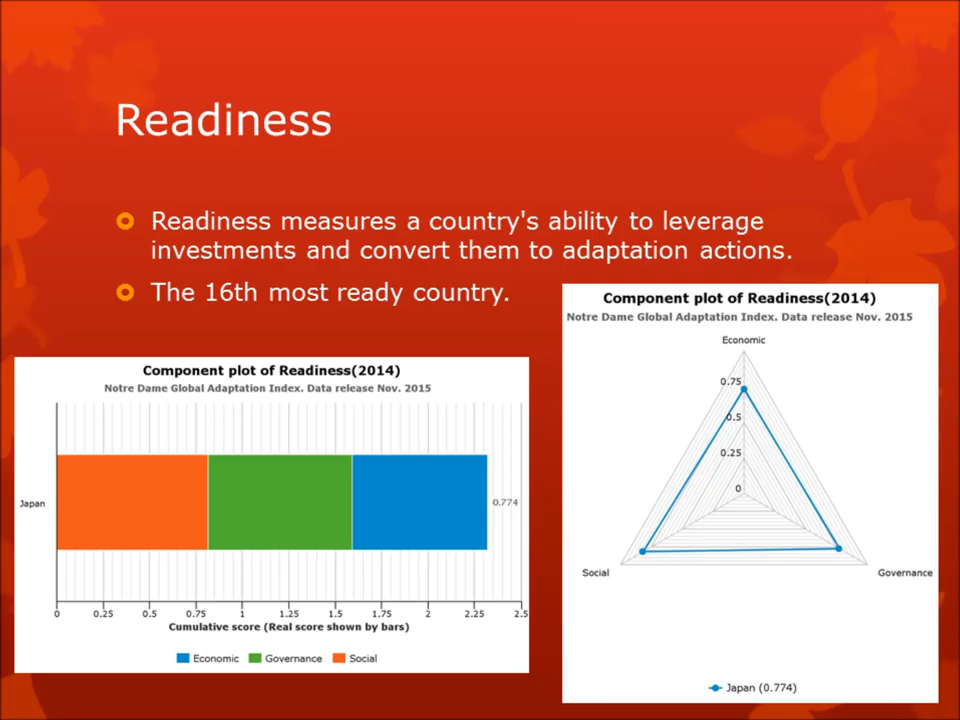 Readiness
Readiness measures a country's ability to leverage
investments and convert them to adaptation actions.
The 16th most ready country.
Component plot of Readiness(2014)
Notre Dame Global Adaptation Index. Data release Nov. 2015
Japan
0.774
0 0.25 0.5 0.75 1 1.25 1.5 1.75 2 2.25 2.5
Cumulative score (Real score shown by bars)
Economic Governance Social
Component plot of Readiness(2014)
Notre Dame Global Adaptation Index. Data release Nov. 2015
Economic
0.75
0.5
0.25
0
Social Governance
Japan (0.774)